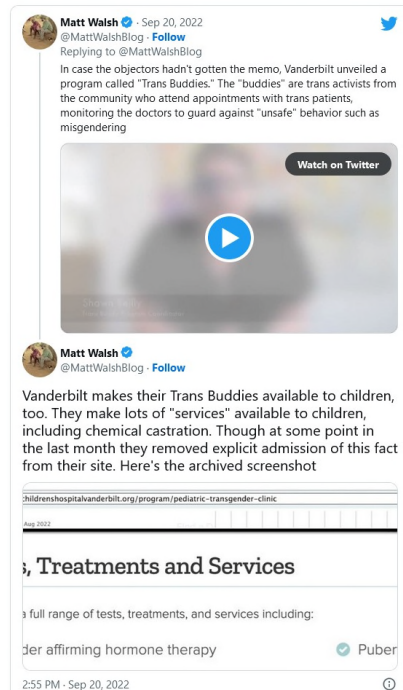 Matt Walsh · Sep 20, 2022
@MattWalshBlog · Follow
Replying to @MattWalshBlog
In case the objectors hadn't gotten the memo, Vanderbilt unveiled a
program called "Trans Buddies." The "buddies" are trans activists from
the community who attend appointments with trans patients,
monitoring the doctors to guard against "unsafe" behavior such as
misgendering
Watch on Twitter
Matt Walsh
@MattWalshBlog · Follow
Vanderbilt makes their Trans Buddies available to children,
too. They make lots of "services" available to children,
including chemical castration. Though at some point in
the last month they removed explicit admission of this fact
from their site. Here's the archived screenshot
hildrenshospitalvanderbilt.org/program/pediatric-transgender-clinic
Aug 2022
s, Treatments and Services
a full range of tests, treatments, and services including:
der affirming hormone therapy
Puber
2:55 PM · Sep 20, 2022